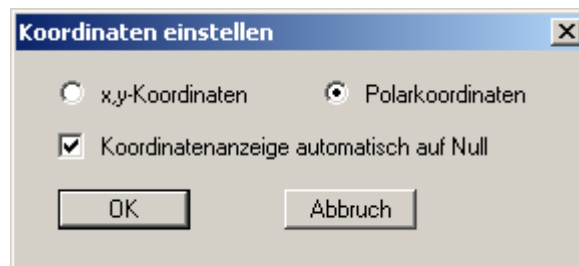 Koordinaten einstellen
x,y-Koordinaten Polarkoordinaten
Koordinatenanzeige automatisch auf Null
OK Abbruch